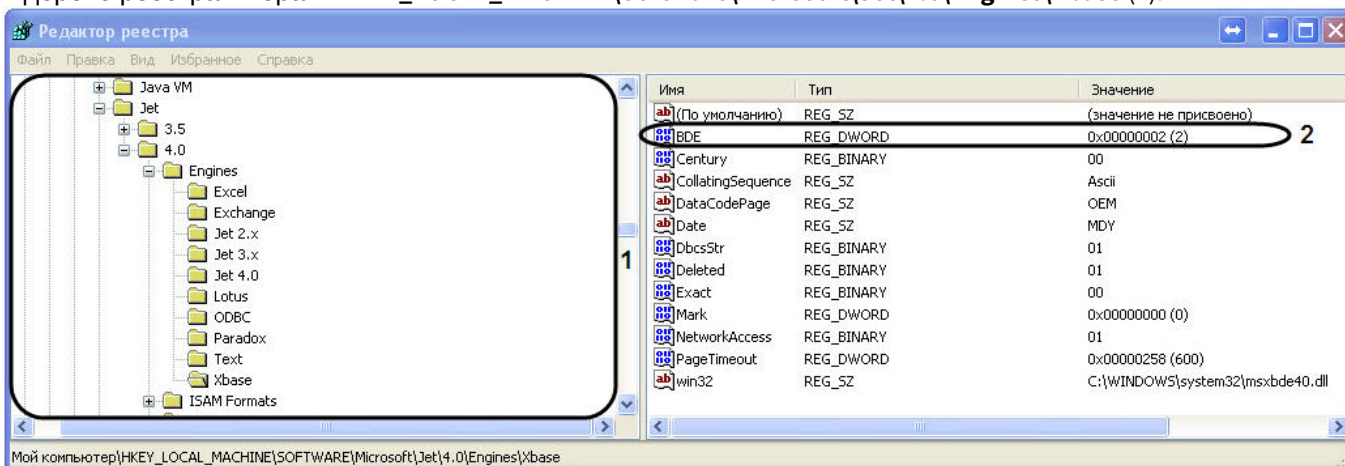 Редактор реестра
Файл Правка Вид Избранное Справка
Java VM
Jet
3.5
4.0
Engines
Excel
Exchange
Jet 2.x
Jet 3.x
Jet 4.0
Lotus
ODBC
Paradox
Text
Xbase
ISAM Formats
1
Имя Тип Значение
(По умолчанию) REG_SZ (значение не присвоено)
BDE REG_DWORD 0x00000002 (2) 2
Century REG_BINARY 00
CollatingSequence REG_SZ Ascii
DataCodePage REG_SZ OEM
Date REG_SZ MDY
DbcsStr REG_BINARY 01
Deleted REG_BINARY 01
Exact REG_BINARY 00
Mark REG_DWORD 0x00000000 (0)
NetworkAccess REG_BINARY 01
PageTimeout REG_DWORD 0x00000258 (600)
win32 REG_SZ C:\WINDOWS\system32\msxbde40.dll
Мой компьютер\HKEY_LOCAL_MACHINE\SOFTWARE\Microsoft\Jet\4.0\Engines\Xbase